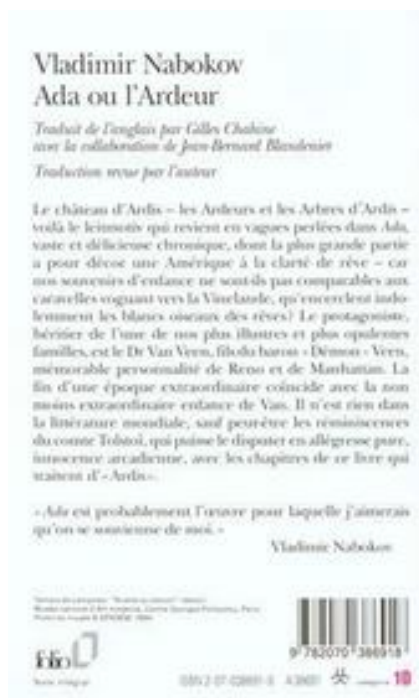 Vladimir Nabokov
Ada ou l'Ardeur
Traduit de l'anglais par Gilles Chahine
avec la collaboration de Jean-Bernard Blandenier
Traduction revue par l'auteur
Le château d'Ardis – les Ardeurs et les Arbres d'Ardis –
voilà le leitmotiv qui revient en vagues perlées dans Ada,
vaste et délicieuse chronique, dont la plus grande partie
a pour décor une Amérique à la clarté de rêve – car
nos souvenirs d'enfance ne sont-ils pas comparables aux
caravelles voguant vers la Vinelande, qu'encerclent indo-
lemment les blancs oiseaux des rêves? Le protagoniste,
héritier de l'une de nos plus illustres et plus opulentes
familles, est le Dr Van Veen, fils du baron «Démon» Veen,
mémorable personnalité de Reno et de Manhattan. La
fin d'une époque extraordinaire coïncide avec la non
moins extraordinaire enfance de Van. Il n'est rien dans
la littérature mondiale, sauf peut-être les réminiscences
du comte Tolstoï, qui puisse le disputer en allégresse pure,
innocence arcadienne, avec les chapitres de ce livre qui
traitent d'«Ardis».
«Ada est probablement l'œuvre pour laquelle j'aimerais
qu'on se souvienne de moi.»
Vladimir Nabokov
folio
Texte intégral
9 782070 386918
10